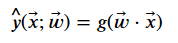 ŷ(x⃗; w⃗) = g(w⃗ · x⃗)